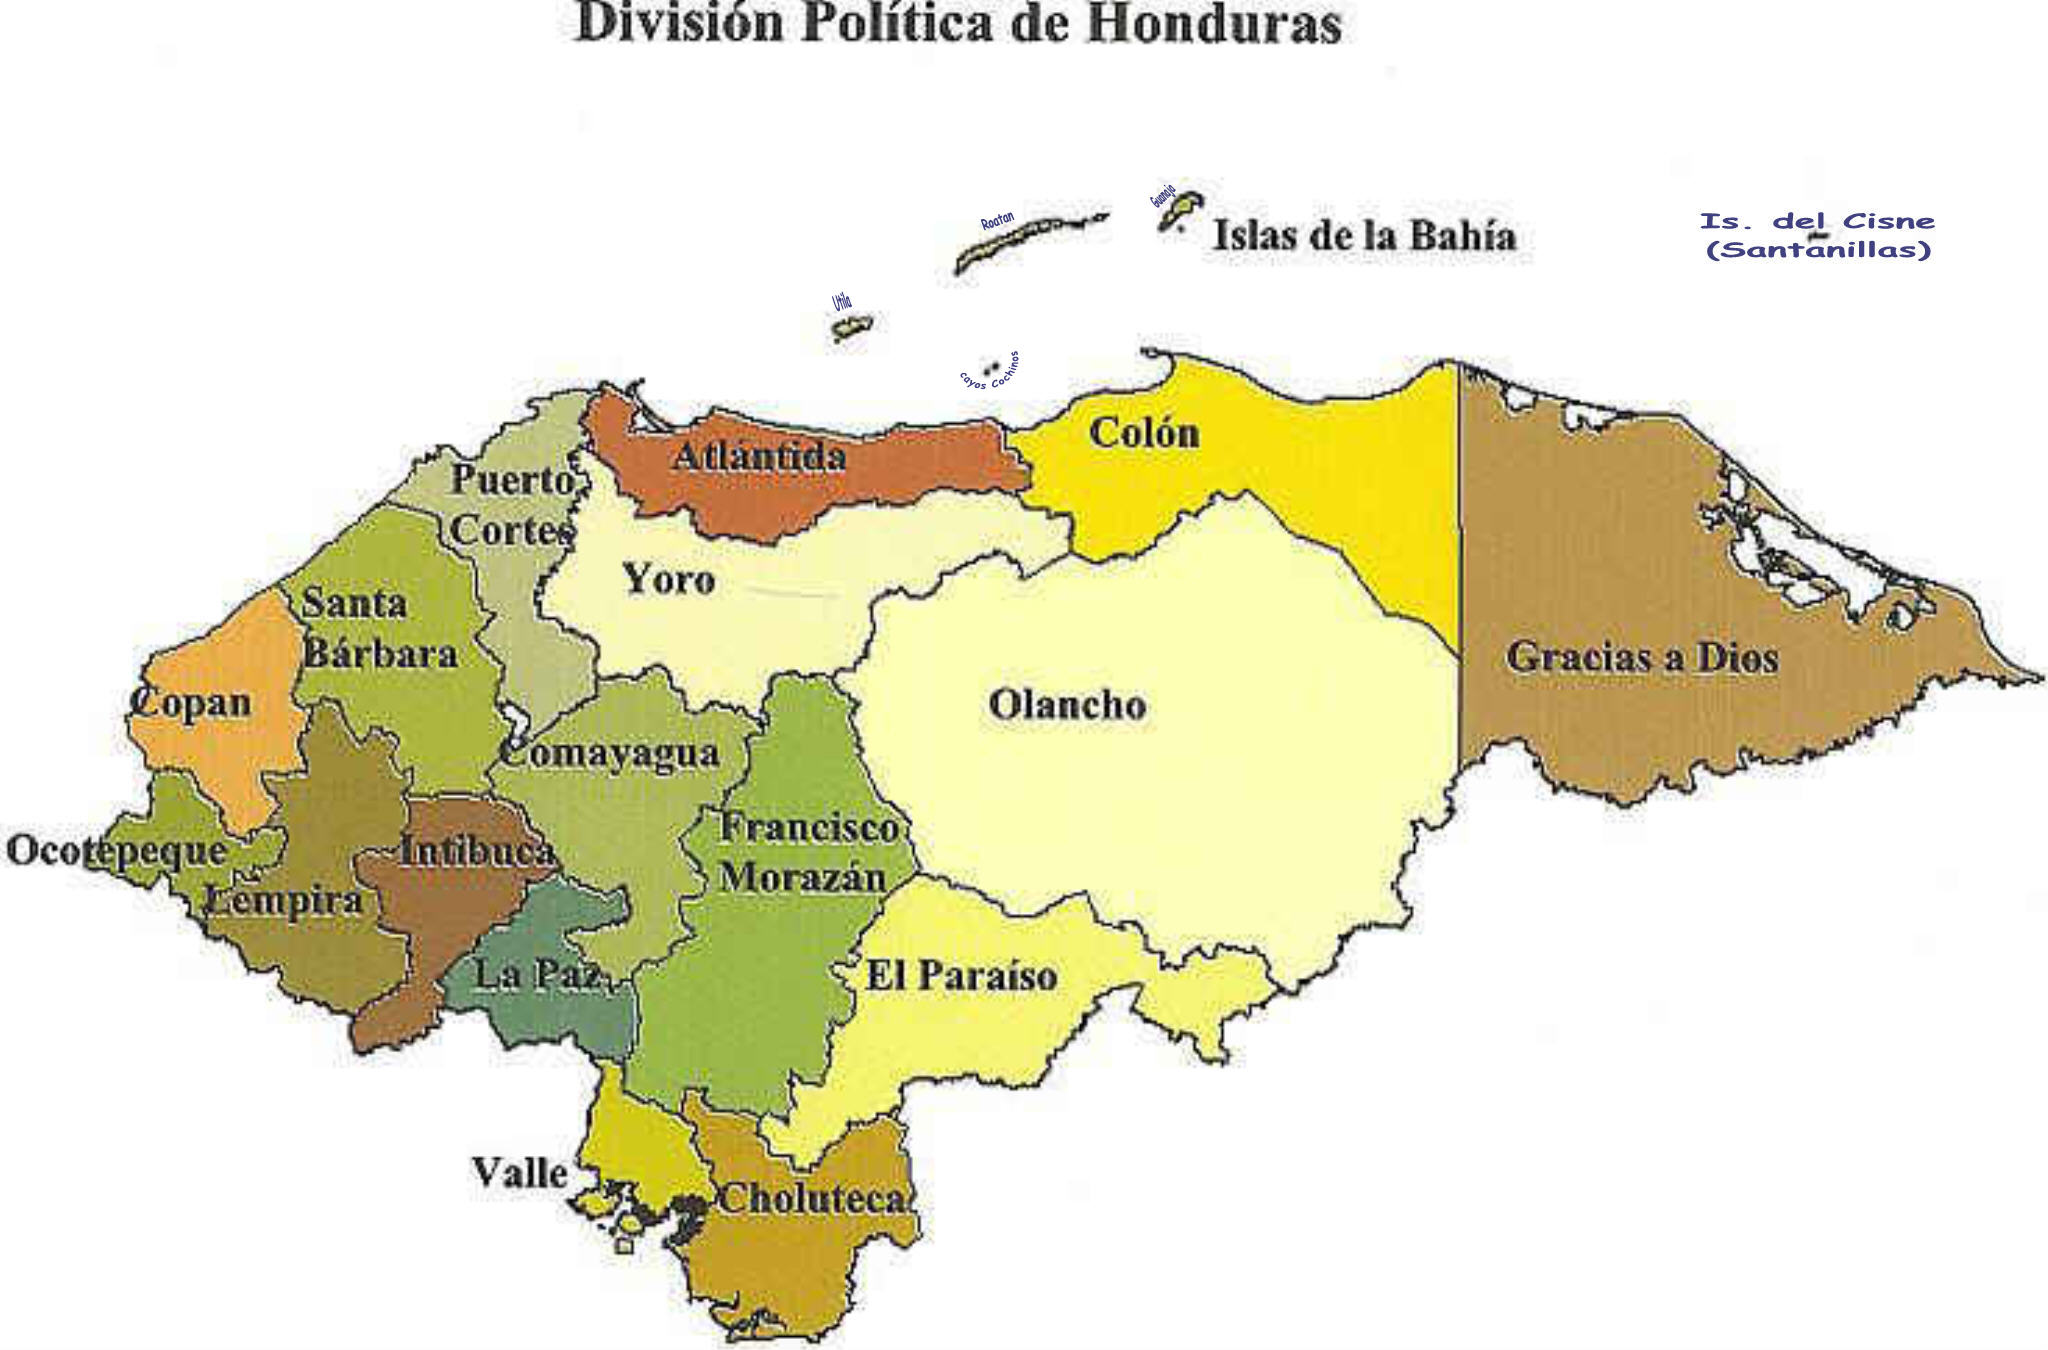 División Política de Honduras
Guanaja
Roatan
Islas de la Bahía
Is. del Cisne
(Santanillas)
Utila
cayos Cochinos
Colón
Atlántida
Puerto
Cortes
Yoro
Santa
Bárbara
Gracias a Dios
Copan
Olancho
Comayagua
Francisco
Morazán
Ocotepeque
Intibuca
Lempira
La Paz
El Paraíso
Valle
Choluteca